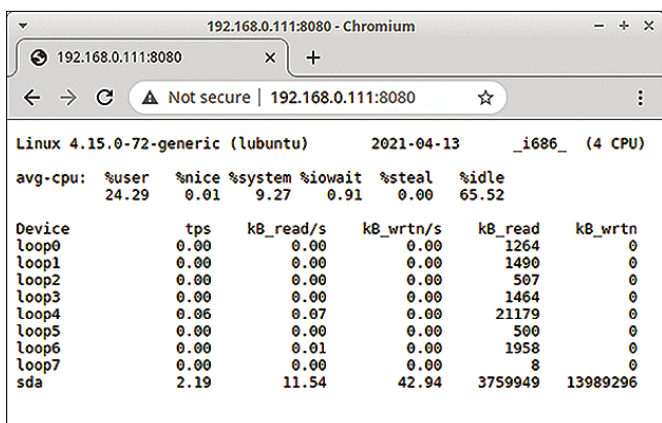 192.168.0.111:8080 - Chromium
192.168.0.111:8080
Not secure | 192.168.0.111:8080
Linux 4.15.0-72-generic (lubuntu) 2021-04-13 _i686_ (4 CPU)
avg-cpu: %user %nice %system %iowait %steal %idle
24.29 0.01 9.27 0.91 0.00 65.52
Device tps kB_read/s kB_wrtn/s kB_read kB_wrtn
loop0 0.00 0.00 0.00 1264 0
loop1 0.00 0.00 0.00 1490 0
loop2 0.00 0.00 0.00 507 0
loop3 0.00 0.00 0.00 1464 0
loop4 0.06 0.07 0.00 21179 0
loop5 0.00 0.00 0.00 500 0
loop6 0.00 0.01 0.00 1958 0
loop7 0.00 0.00 0.00 8 0
sda 2.19 11.54 42.94 3759949 13989296